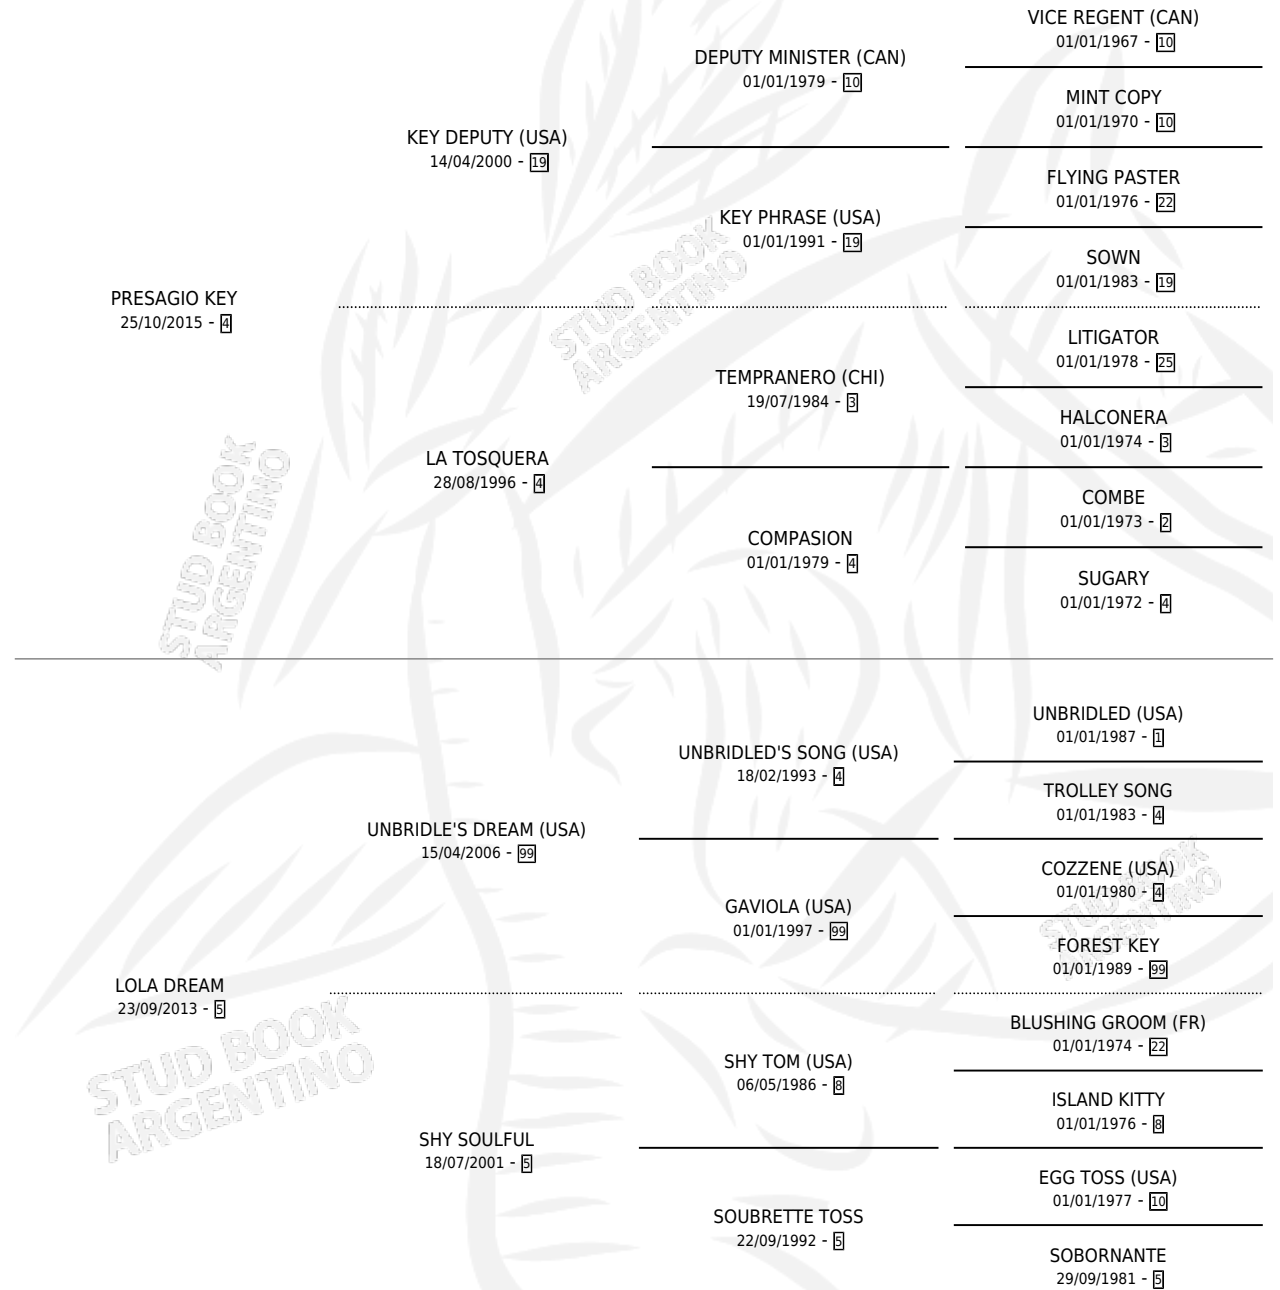 VICE REGENT (CAN)
01/01/1967 - 10
DEPUTY MINISTER (CAN)
01/01/1979 - 10
MINT COPY
01/01/1970 - 10
KEY DEPUTY (USA)
14/04/2000 - 19
FLYING PASTER
01/01/1976 - 22
KEY PHRASE (USA)
01/01/1991 - 19
SOWN
01/01/1983 - 19
PRESAGIO KEY
25/10/2015 - 4
LITIGATOR
01/01/1978 - 25
TEMPRANERO (CHI)
19/07/1984 - 3
HALCONERA
01/01/1974 - 3
LA TOSQUERA
28/08/1996 - 4
COMBE
01/01/1973 - 2
COMPASION
01/01/1979 - 4
SUGARY
01/01/1972 - 4
UNBRIDLED (USA)
01/01/1987 - 1
UNBRIDLED'S SONG (USA)
18/02/1993 - 4
TROLLEY SONG
01/01/1983 - 4
UNBRIDLE'S DREAM (USA)
15/04/2006 - 99
COZZENE (USA)
01/01/1980 - 4
GAVIOLA (USA)
01/01/1997 - 99
FOREST KEY
01/01/1989 - 99
LOLA DREAM
23/09/2013 - 5
BLUSHING GROOM (FR)
01/01/1974 - 22
SHY TOM (USA)
06/05/1986 - 8
ISLAND KITTY
01/01/1976 - 8
SHY SOULFUL
18/07/2001 - 5
EGG TOSS (USA)
01/01/1977 - 10
SOUBRETTE TOSS
22/09/1992 - 5
SOBORNANTE
29/09/1981 - 5
STUD BOOK
ARGENTINO
STUD BOOK
ARGENTINO
STUD BOOK
ARGENTINO
STUD BOOK
ARGENTINO